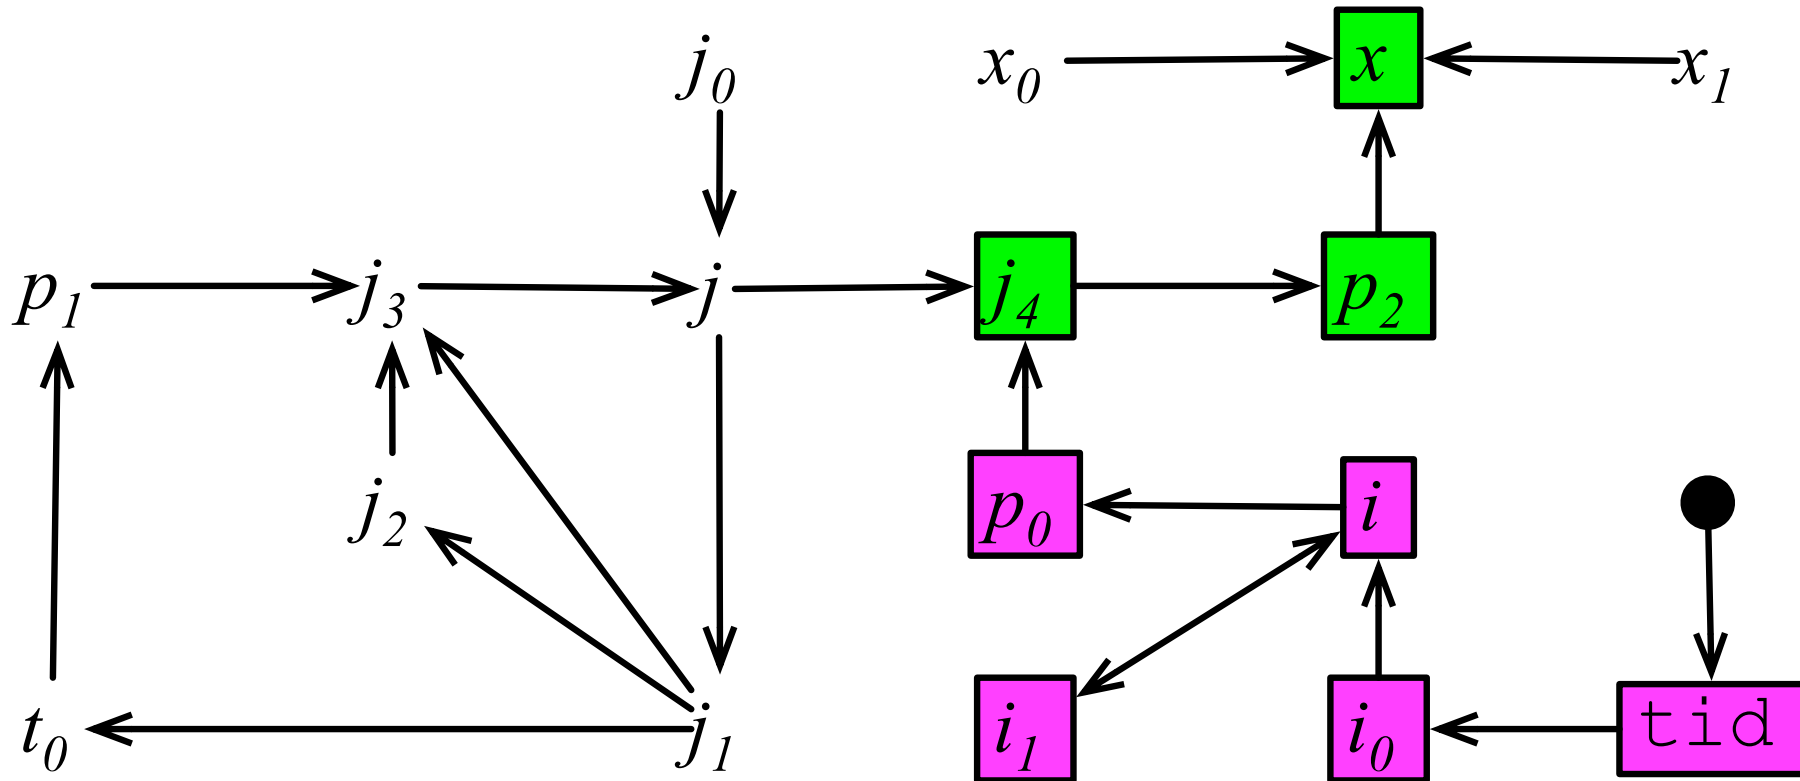 j₀ x₀ x x₁
p₁ j₃ j j₄ p₂
j₂ p₀ i
t₀ j₁ i₁ i₀ tid